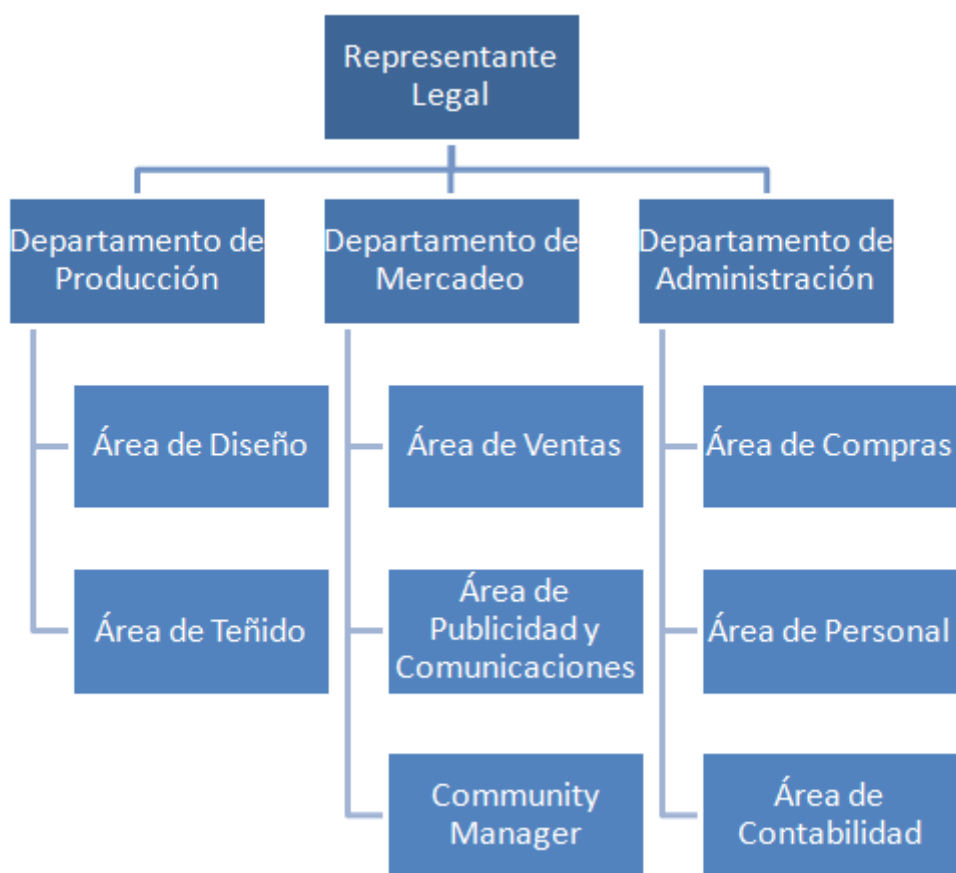 Representante
Legal
Departamento de
Producción
Departamento de
Mercadeo
Departamento de
Administración
Área de Diseño
Área de Ventas
Área de Compras
Área de Teñido
Área de
Publicidad y
Comunicaciones
Área de Personal
Community
Manager
Área de
Contabilidad